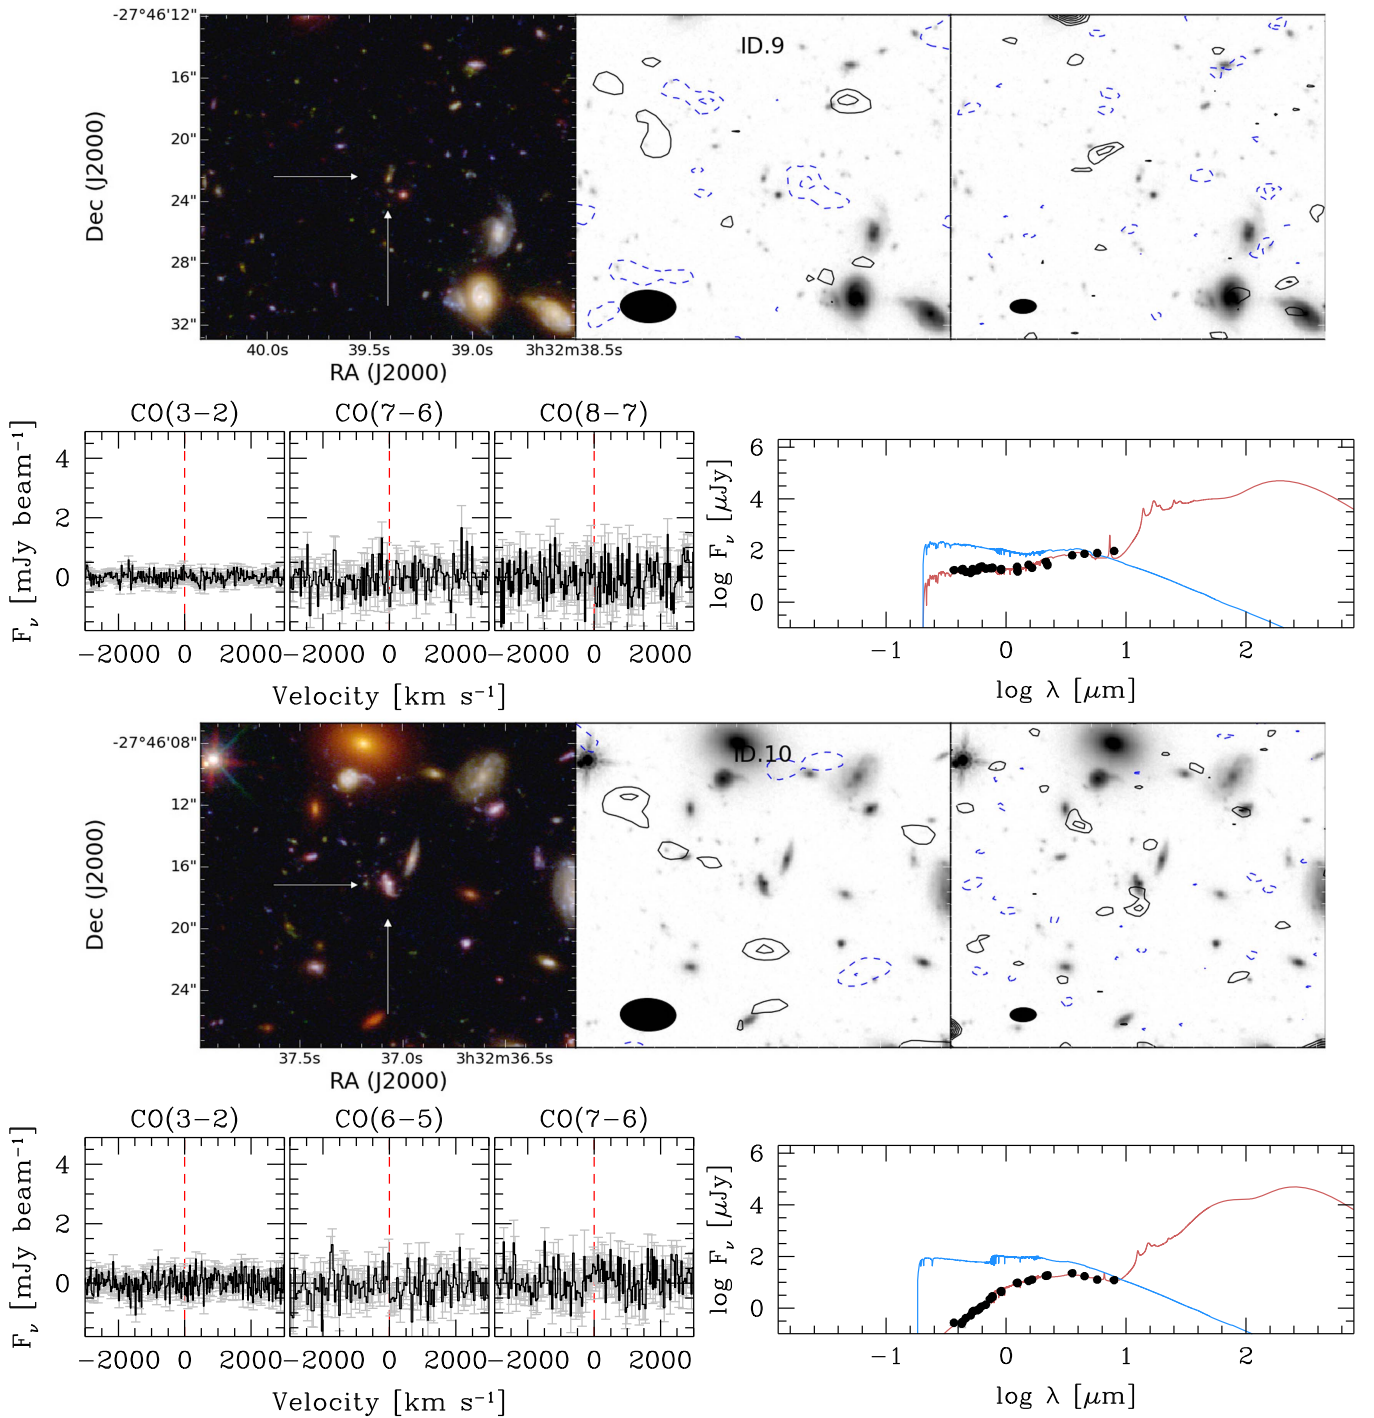 -27°46'12"
ID.9
16"
20"
24"
28"
32"
Dec (J2000)
40.0s 39.5s 39.0s 3h32m38.5s
RA (J2000)
CO(3−2) CO(7−6) CO(8−7)
4
2
0
Fν [mJy beam⁻¹]
−2000 0 2000 −2000 0 2000 −2000 0 2000
Velocity [km s⁻¹]
6
4
2
0
log Fν [μJy]
−1 0 1 2
log λ [μm]
-27°46'08"
ID.10
12"
16"
20"
24"
Dec (J2000)
37.5s 37.0s 3h32m36.5s
RA (J2000)
CO(3−2) CO(6−5) CO(7−6)
4
2
0
Fν [mJy beam⁻¹]
−2000 0 2000 −2000 0 2000 −2000 0 2000
Velocity [km s⁻¹]
6
4
2
0
log Fν [μJy]
−1 0 1 2
log λ [μm]